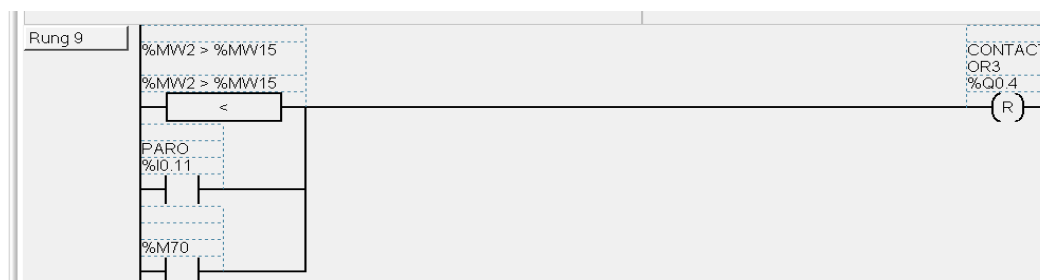 Rung 9
%MW2 > %MW15
%MW2 > %MW15
<
CONTACT
OR3
%Q0.4
R
PARO
%I0.11
%M70